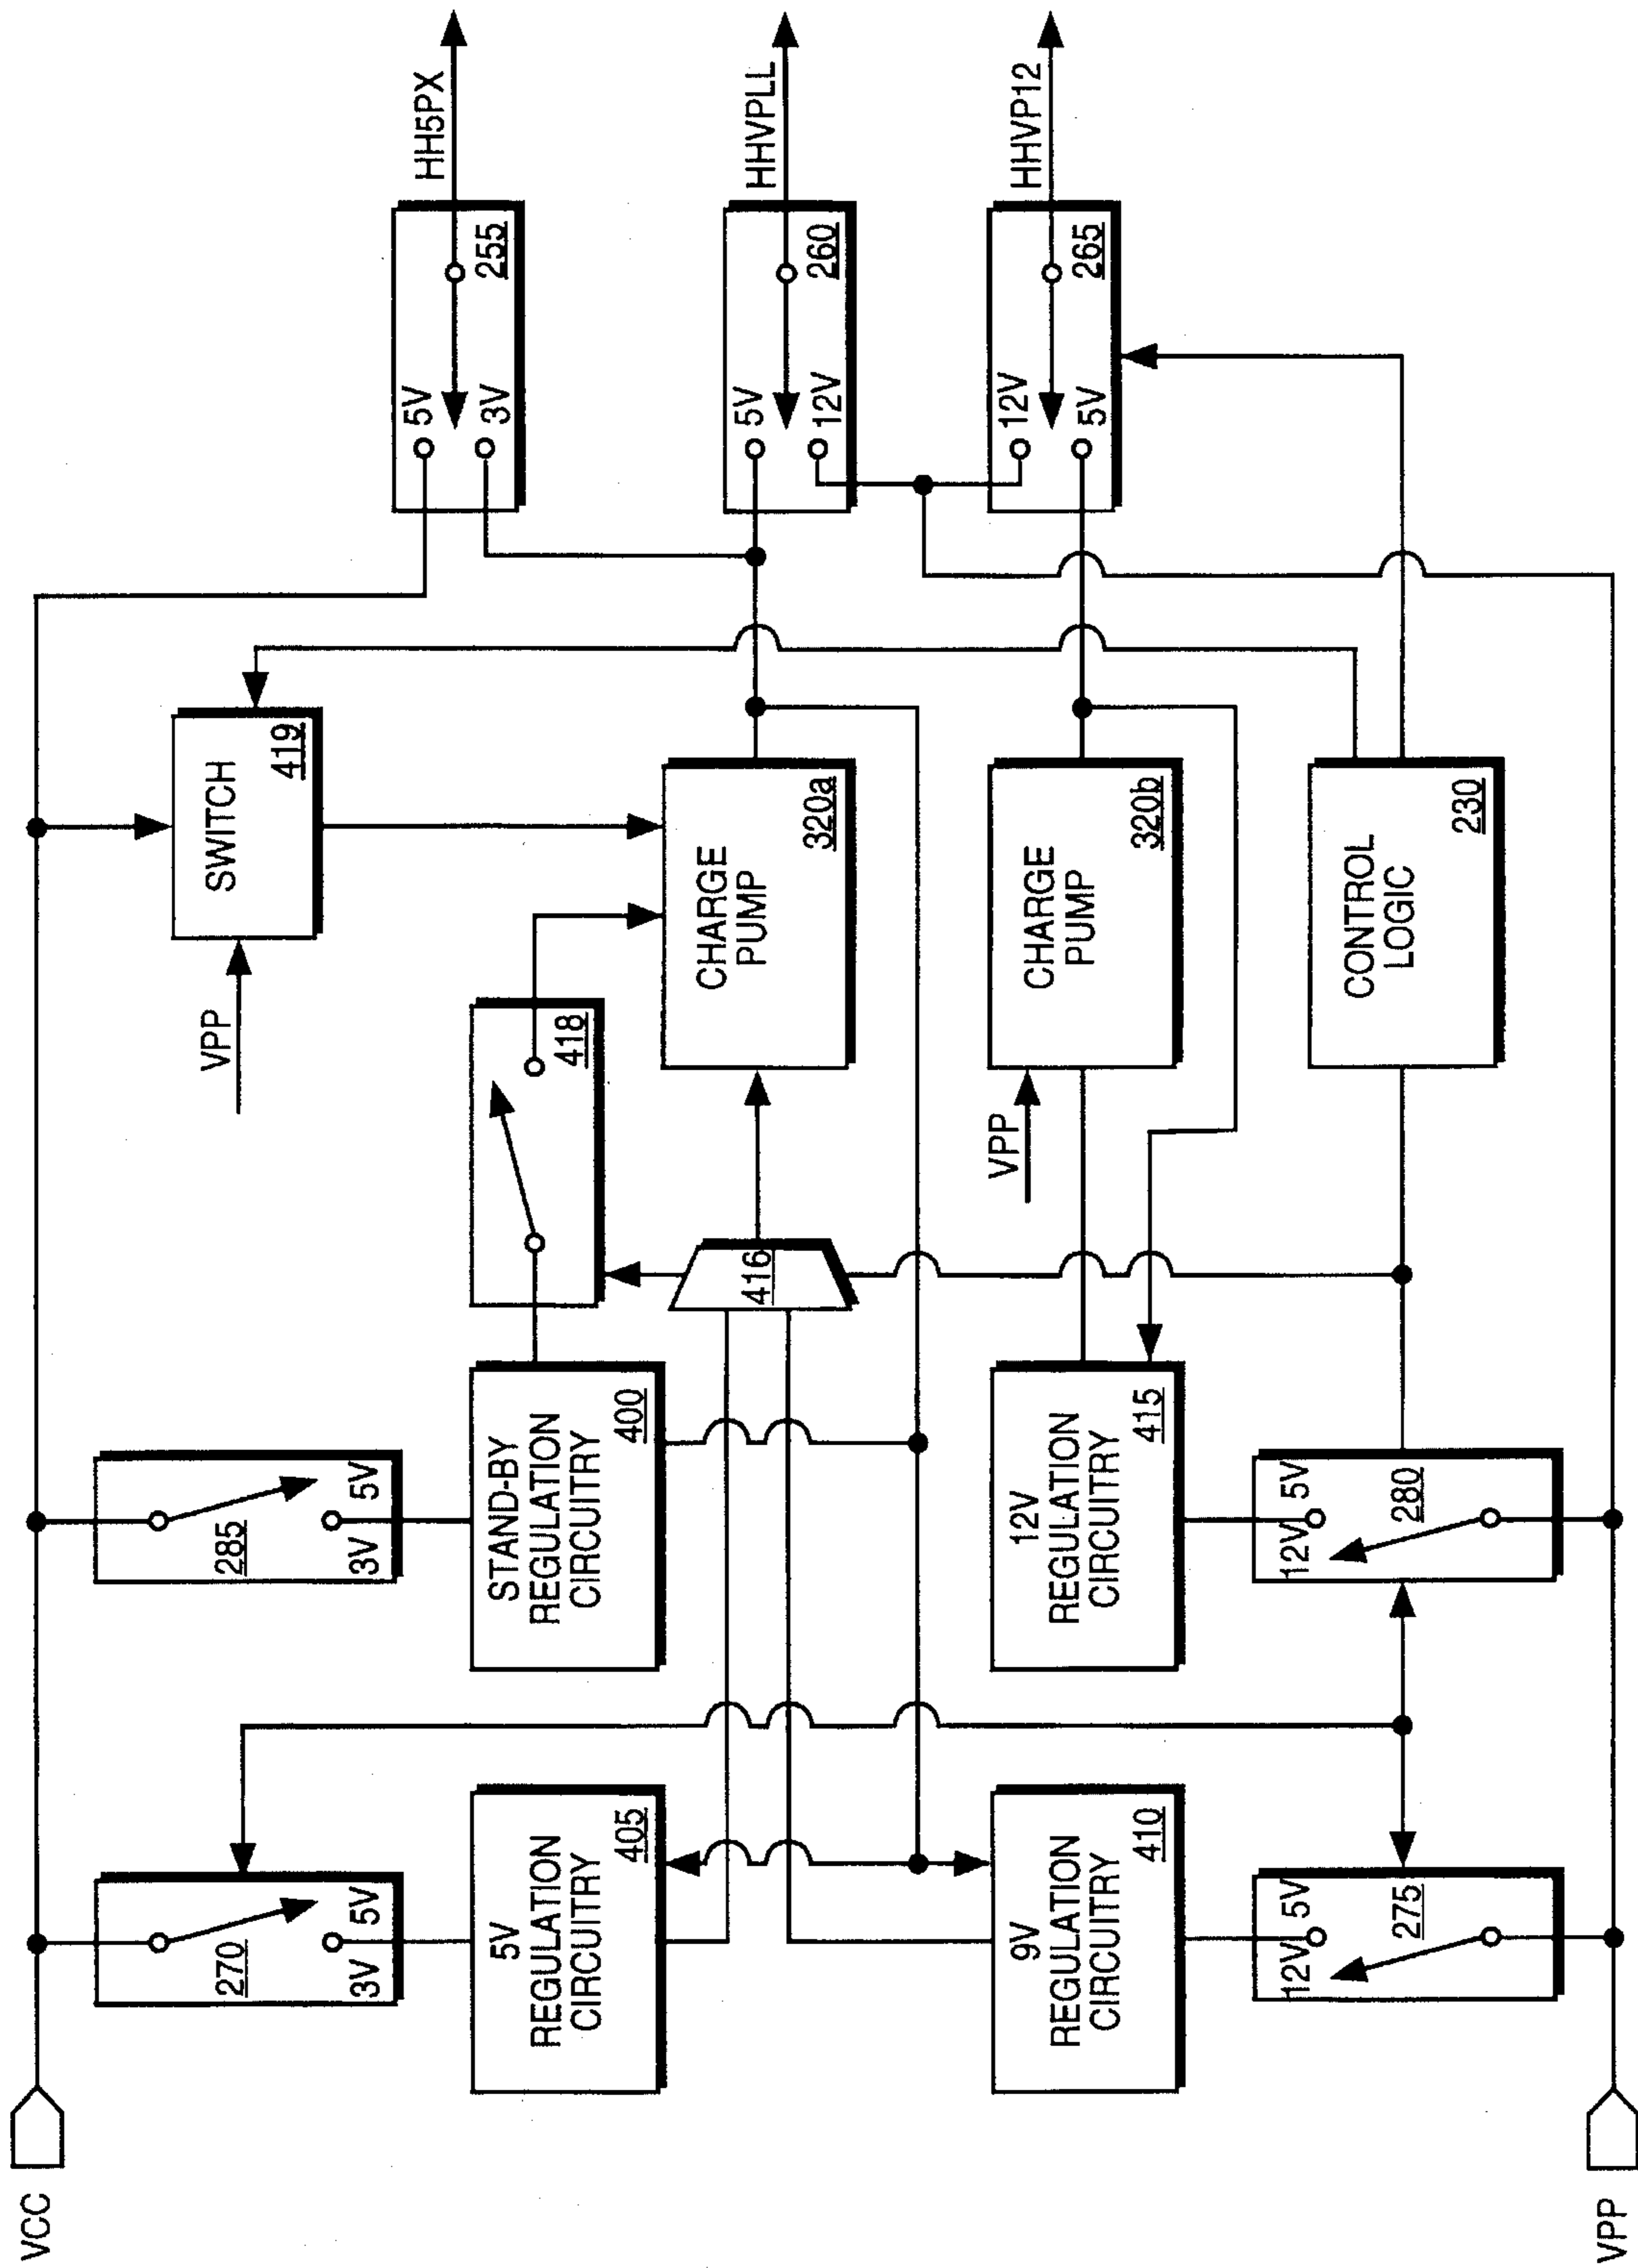 VCC
3V
5V
270
3V
5V
285
VPP
SWITCH
419
5V
3V
255
HH5PX
5V
REGULATION
CIRCUITRY
405
STAND-BY
REGULATION
CIRCUITRY
400
418
416
CHARGE
PUMP
320a
5V
12V
260
HHVPLL
9V
REGULATION
CIRCUITRY
410
12V
REGULATION
CIRCUITRY
415
VPP
CHARGE
PUMP
320b
12V
5V
265
HHVP12
12V
5V
275
12V
5V
280
CONTROL
LOGIC
230
VPP